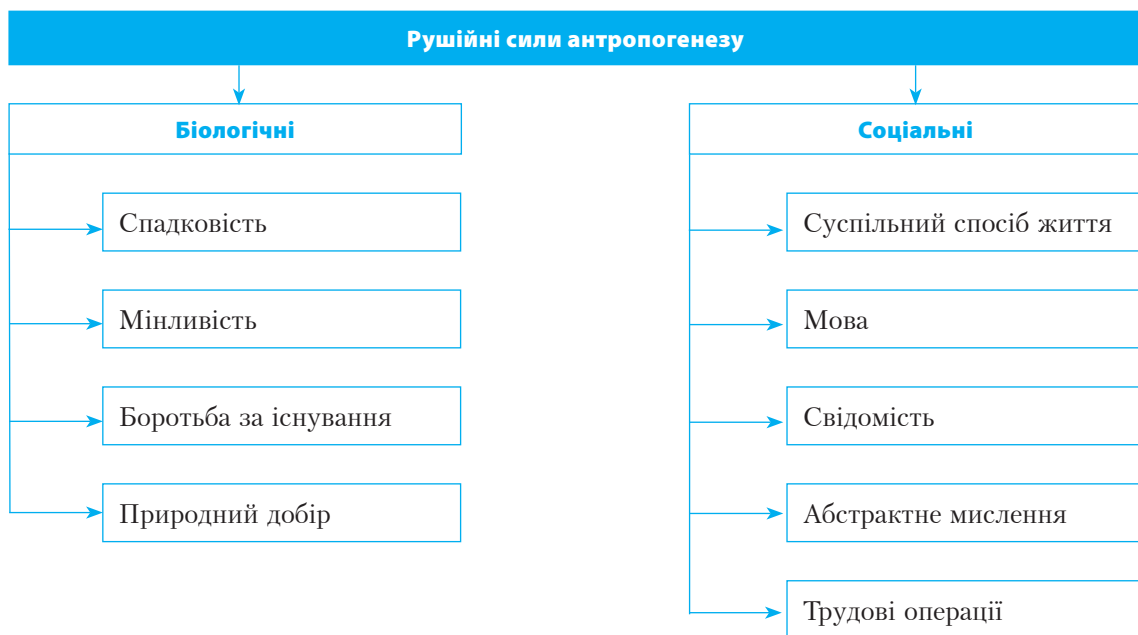 Рушійні сили антропогенезу
Біологічні
Спадковість
Мінливість
Боротьба за існування
Природний добір
Соціальні
Суспільний спосіб життя
Мова
Свідомість
Абстрактне мислення
Трудові операції